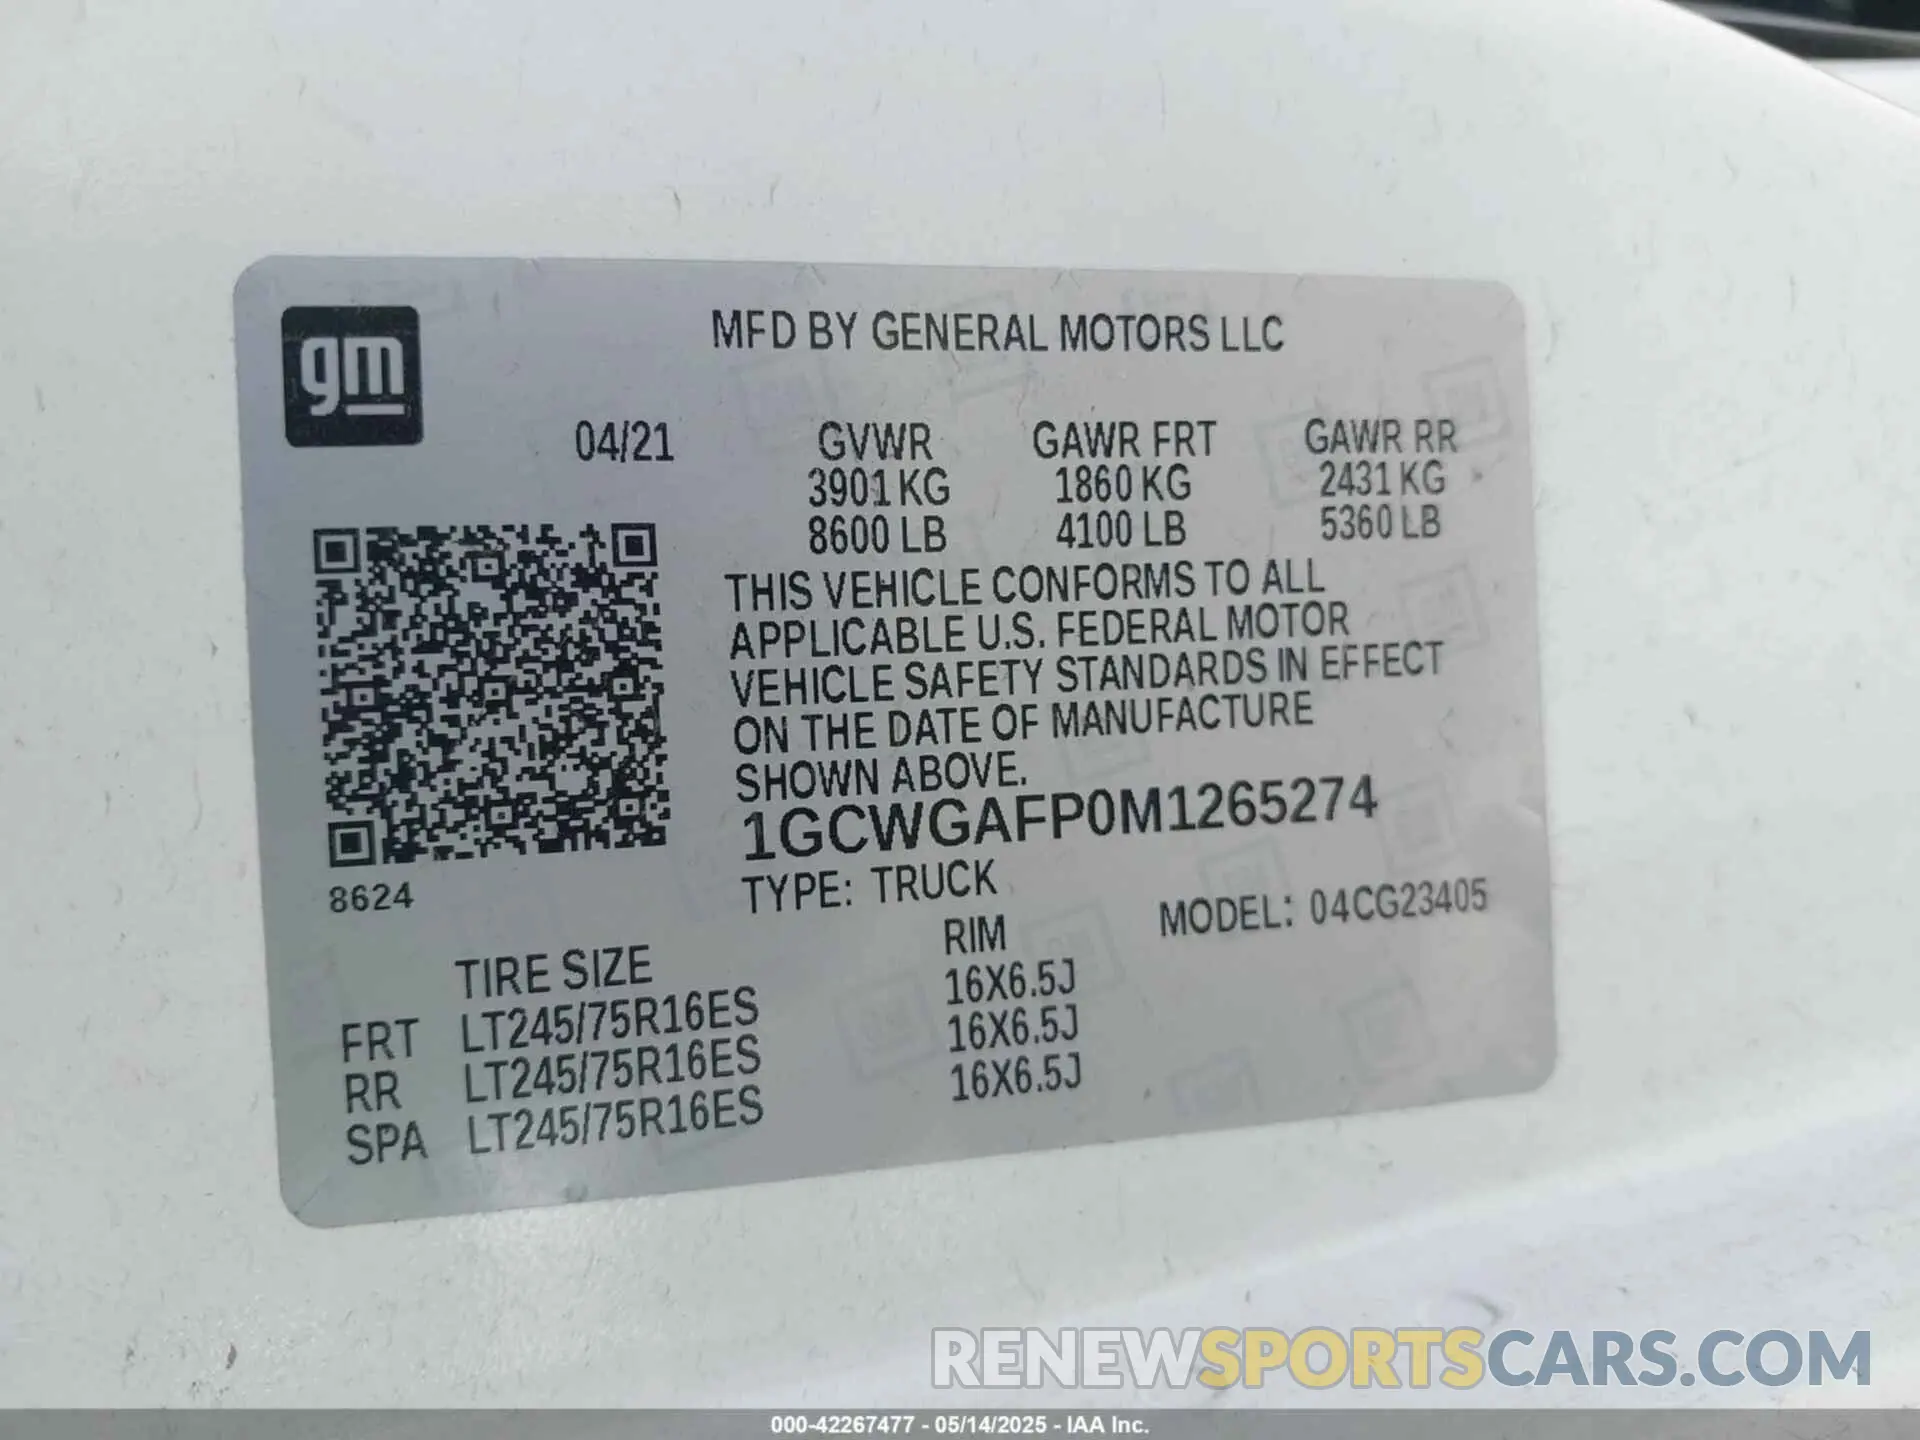 gm
MFD BY GENERAL MOTORS LLC
04/21 GVWR GAWR FRT GAWR RR
3901 KG 1860 KG 2431 KG
8600 LB 4100 LB 5360 LB
THIS VEHICLE CONFORMS TO ALL
APPLICABLE U.S. FEDERAL MOTOR
VEHICLE SAFETY STANDARDS IN EFFECT
ON THE DATE OF MANUFACTURE
SHOWN ABOVE.
1GCWGAFP0M1265274
8624
TYPE: TRUCK MODEL: 04CG23405
TIRE SIZE RIM
FRT LT245/75R16ES 16X6.5J
RR LT245/75R16ES 16X6.5J
SPA LT245/75R16ES 16X6.5J
RENEWSPORTSCARS.COM
000-42267477 - 05/14/2025 - IAA Inc.